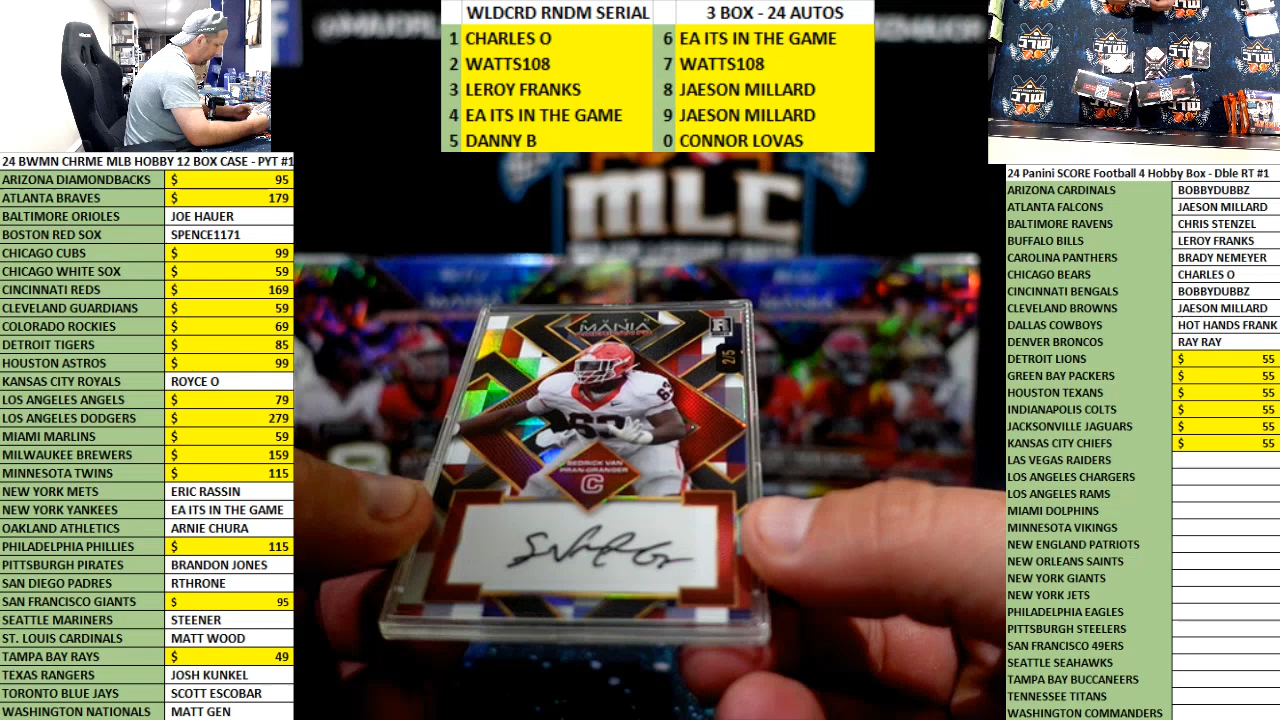 WLDCRD RNDM SERIAL 3 BOX - 24 AUTOS
1 CHARLES O 6 EA ITS IN THE GAME
2 WATTS108 7 WATTS108
3 LEROY FRANKS 8 JAESON MILLARD
4 EA ITS IN THE GAME 9 JAESON MILLARD
5 DANNY B 0 CONNOR LOVAS
24 BWMN CHRME MLB HOBBY 12 BOX CASE - PYT #1
ARIZONA DIAMONDBACKS $ 95
ATLANTA BRAVES $ 179
BALTIMORE ORIOLES JOE HAUER
BOSTON RED SOX SPENCE1171
CHICAGO CUBS $ 99
CHICAGO WHITE SOX $ 59
CINCINNATI REDS $ 169
CLEVELAND GUARDIANS $ 59
COLORADO ROCKIES $ 69
DETROIT TIGERS $ 85
HOUSTON ASTROS $ 99
KANSAS CITY ROYALS ROYCE O
LOS ANGELES ANGELS $ 79
LOS ANGELES DODGERS $ 279
MIAMI MARLINS $ 59
MILWAUKEE BREWERS $ 159
MINNESOTA TWINS $ 115
NEW YORK METS ERIC RASSIN
NEW YORK YANKEES EA ITS IN THE GAME
OAKLAND ATHLETICS ARNIE CHURA
PHILADELPHIA PHILLIES $ 115
PITTSBURGH PIRATES BRANDON JONES
SAN DIEGO PADRES RTHRONE
SAN FRANCISCO GIANTS $ 95
SEATTLE MARINERS STEENER
ST. LOUIS CARDINALS MATT WOOD
TAMPA BAY RAYS $ 49
TEXAS RANGERS JOSH KUNKEL
TORONTO BLUE JAYS SCOTT ESCOBAR
WASHINGTON NATIONALS MATT GEN
MLC
MANIA
2/5
63
BEDRICK VAN
PRAN-GRANGER
C
24 Panini SCORE Football 4 Hobby Box - Dble RT #1
ARIZONA CARDINALS BOBBYDUBBZ
ATLANTA FALCONS JAESON MILLARD
BALTIMORE RAVENS CHRIS STENZEL
BUFFALO BILLS LEROY FRANKS
CAROLINA PANTHERS BRADY NEMEYER
CHICAGO BEARS CHARLES O
CINCINNATI BENGALS BOBBYDUBBZ
CLEVELAND BROWNS JAESON MILLARD
DALLAS COWBOYS HOT HANDS FRANK
DENVER BRONCOS RAY RAY
DETROIT LIONS $ 55
GREEN BAY PACKERS $ 55
HOUSTON TEXANS $ 55
INDIANAPOLIS COLTS $ 55
JACKSONVILLE JAGUARS $ 55
KANSAS CITY CHIEFS $ 55
LAS VEGAS RAIDERS
LOS ANGELES CHARGERS
LOS ANGELES RAMS
MIAMI DOLPHINS
MINNESOTA VIKINGS
NEW ENGLAND PATRIOTS
NEW ORLEANS SAINTS
NEW YORK GIANTS
NEW YORK JETS
PHILADELPHIA EAGLES
PITTSBURGH STEELERS
SAN FRANCISCO 49ERS
SEATTLE SEAHAWKS
TAMPA BAY BUCCANEERS
TENNESSEE TITANS
WASHINGTON COMMANDERS